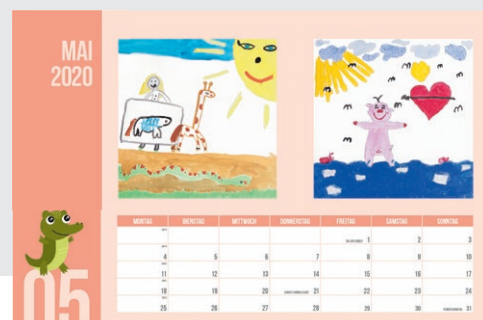 MAI
2020
MONTAG DIENSTAG MITTWOCH DONNERSTAG FREITAG SAMSTAG SONNTAG
1 2 3
4 5 6 7 8 9 10
11 12 13 14 15 16 17
18 19 20 21 22 23 24
25 26 27 28 29 30 31
05